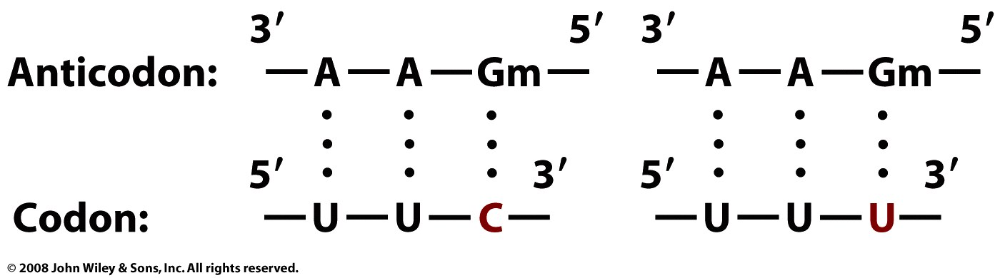 3′ 5′ 3′ 5′
Anticodon: —A—A—Gm— —A—A—Gm—
5′ 3′ 5′ 3′
Codon: —U—U—C— —U—U—U—
© 2008 John Wiley & Sons, Inc. All rights reserved.